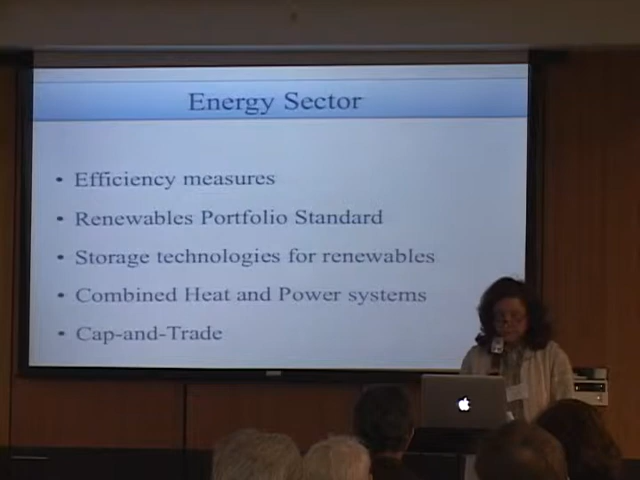 Energy Sector
• Efficiency measures
• Renewables Portfolio Standard
• Storage technologies for renewables
• Combined Heat and Power systems
• Cap-and-Trade